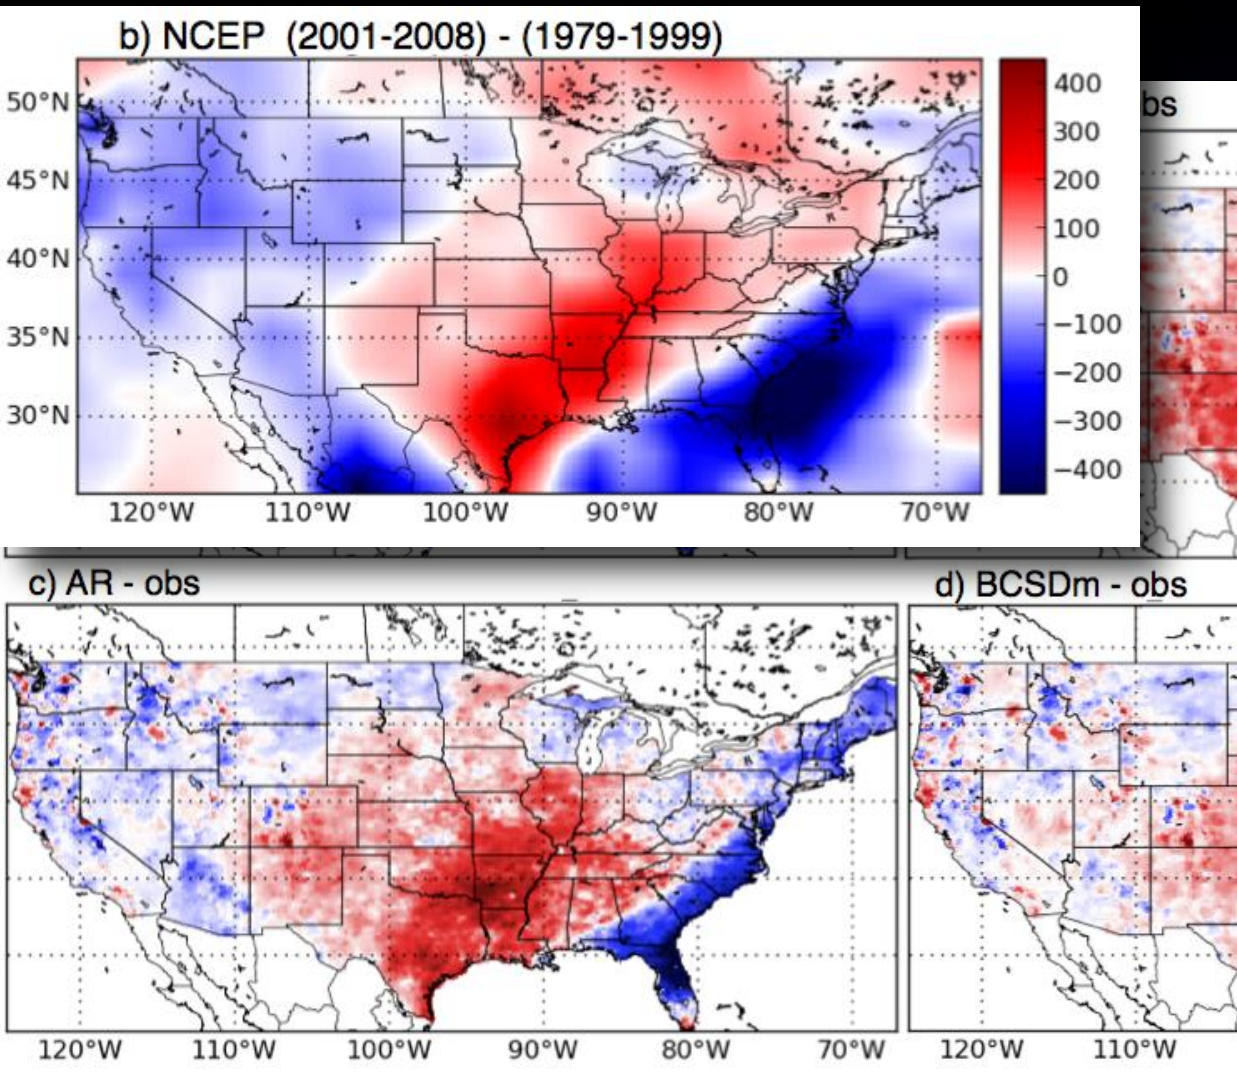 b) NCEP (2001-2008) - (1979-1999)
50°N
45°N
40°N
35°N
30°N
120°W 110°W 100°W 90°W 80°W 70°W
400
300
200
100
0
−100
−200
−300
−400
bs
c) AR - obs
120°W 110°W 100°W 90°W 80°W 70°W
d) BCSDm - obs
120°W 110°W